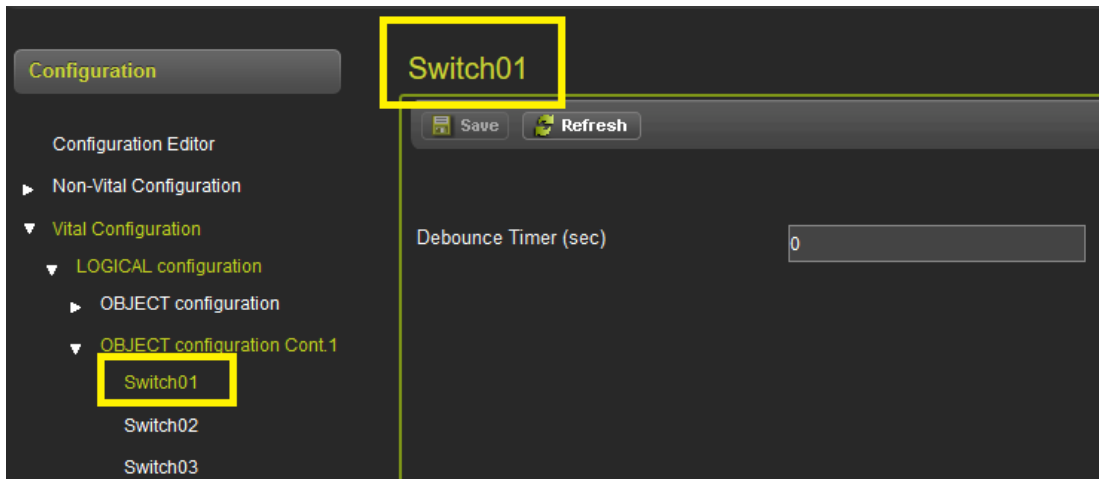 Configuration
Configuration Editor
Non-Vital Configuration
Vital Configuration
LOGICAL configuration
OBJECT configuration
OBJECT configuration Cont.1
Switch01
Switch02
Switch03
Switch01
Save Refresh
Debounce Timer (sec) 0